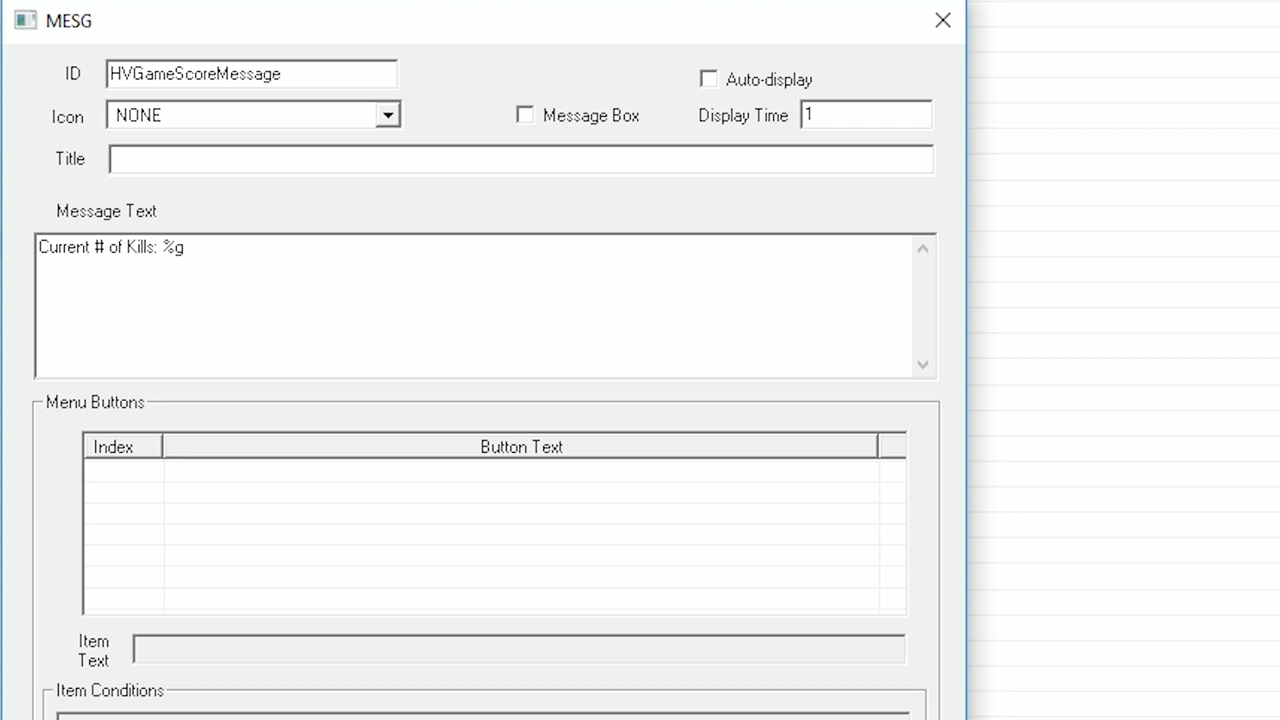 MESG
ID HVGameScoreMessage
Auto-display
Icon NONE Message Box Display Time 1
Title
Message Text
Current # of Kills: %g
Menu Buttons
Index Button Text
Item Text
Item Conditions